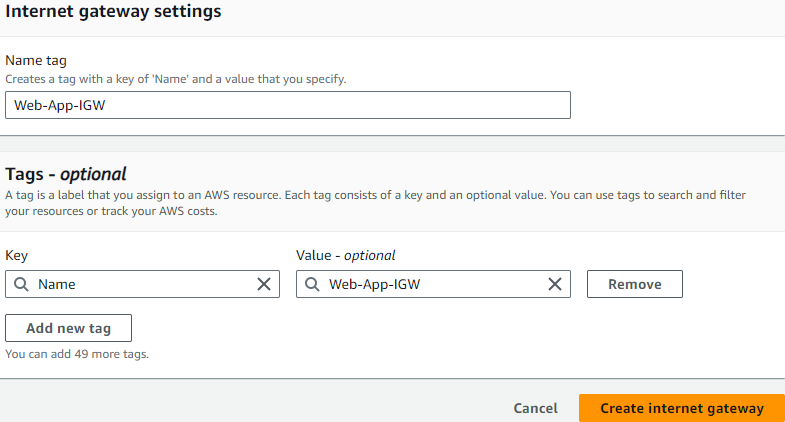 Internet gateway settings
Name tag
Creates a tag with a key of 'Name' and a value that you specify.
Web-App-IGW
Tags - optional
A tag is a label that you assign to an AWS resource. Each tag consists of a key and an optional value. You can use tags to search and filter
your resources or track your AWS costs.
Key
Value - optional
Name
Web-App-IGW
Remove
Add new tag
You can add 49 more tags.
Cancel
Create internet gateway